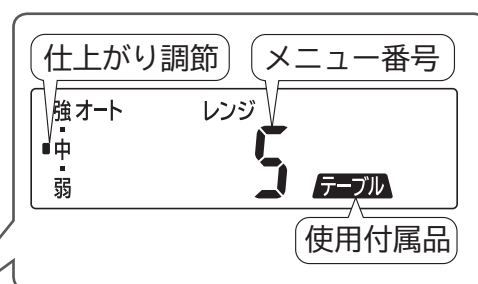 仕上がり調節 メニュー番号
強 オート レンジ
中 5 テーブル
弱
使用付属品